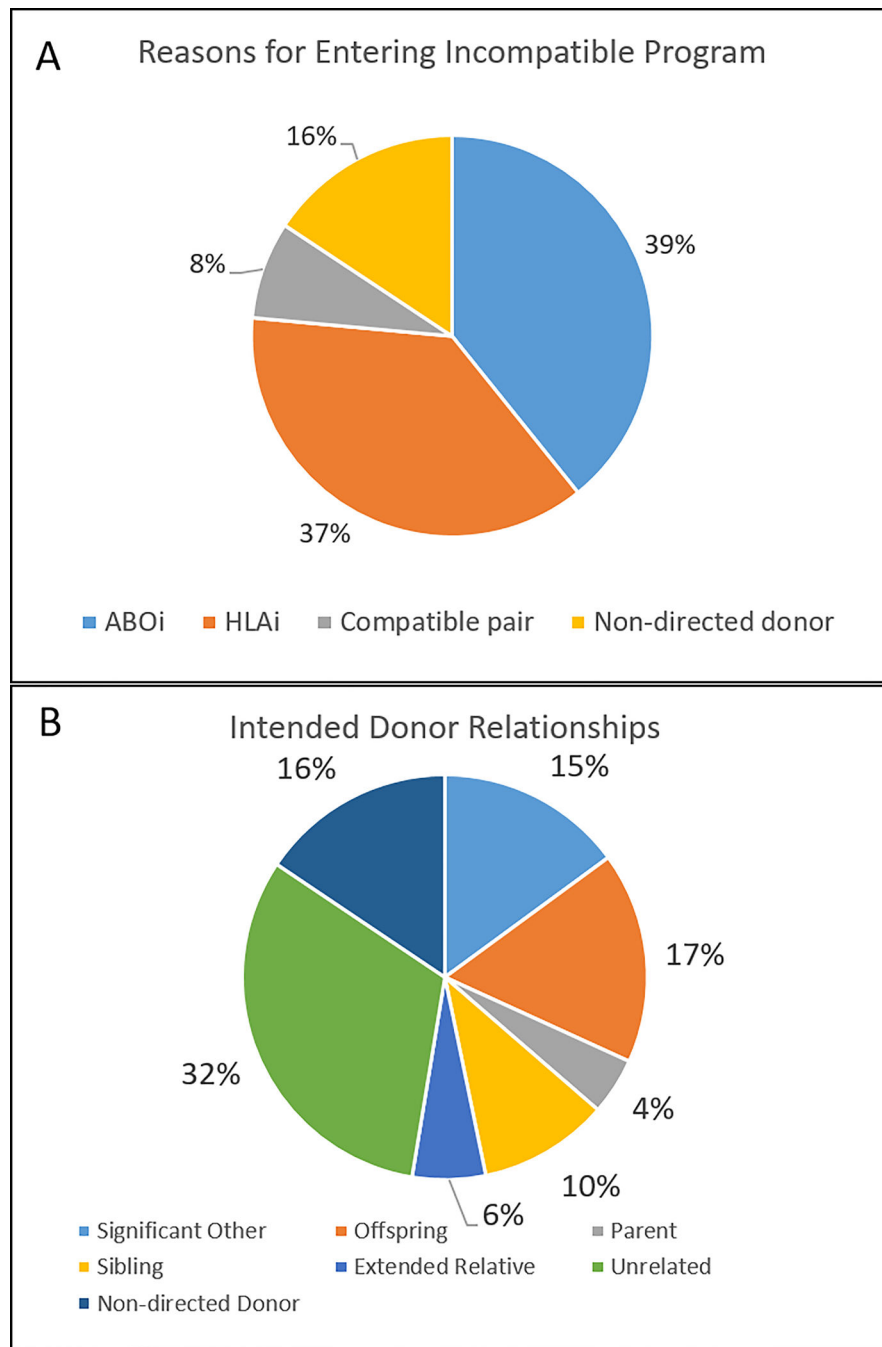 A
Reasons for Entering Incompatible Program
16%
39%
8%
37%
ABOi HLAi Compatible pair Non-directed donor
B
Intended Donor Relationships
16% 15%
17%
32%
4%
10%
6%
Significant Other Offspring Parent
Sibling Extended Relative Unrelated
Non-directed Donor